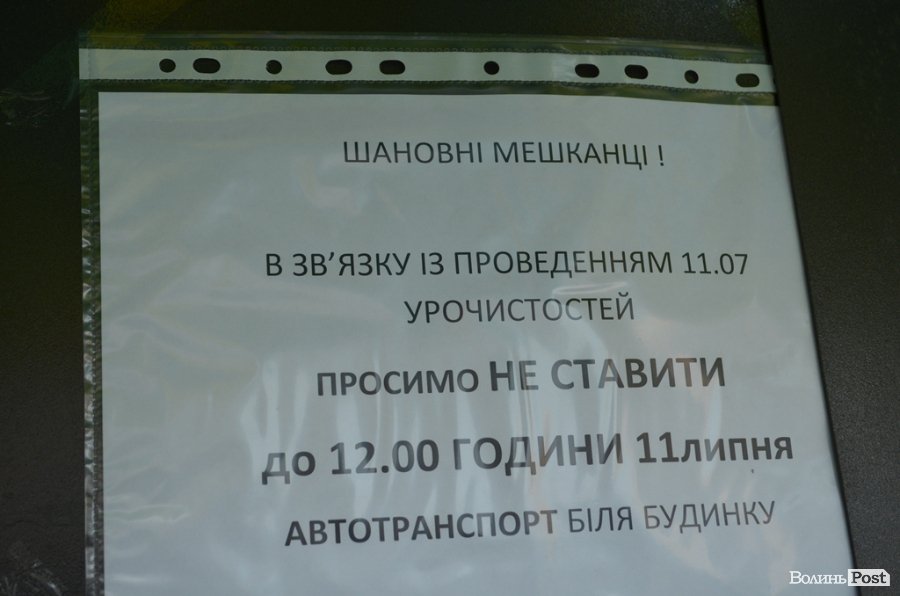 ШАНОВНІ МЕШКАНЦІ !
В ЗВ’ЯЗКУ ІЗ ПРОВЕДЕННЯМ 11.07
УРОЧИСТОСТЕЙ
ПРОСИМО НЕ СТАВИТИ
ДО 12.00 ГОДИНИ 11липня
АВТОТРАНСПОРТ БІЛЯ БУДИНКУ
Волинь Post